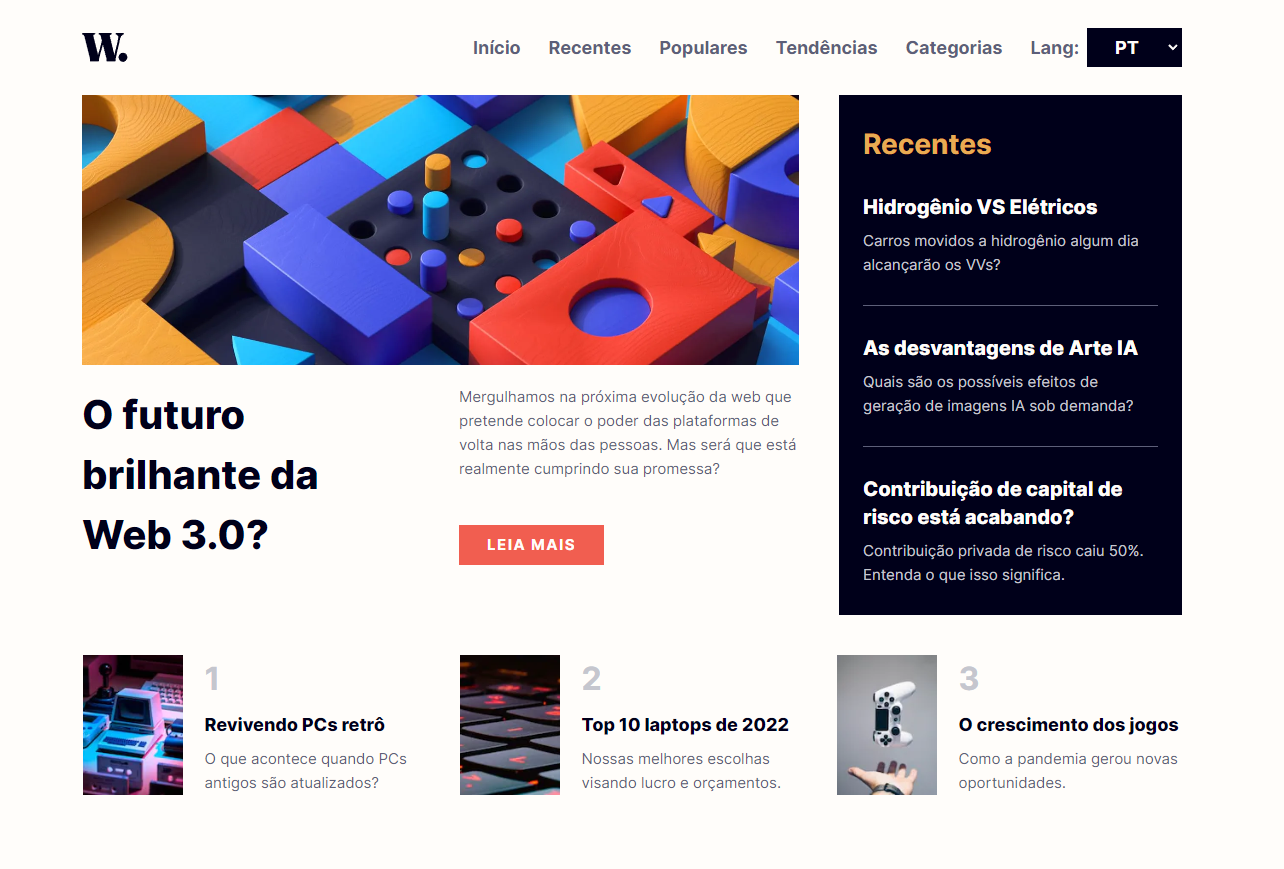 W.
Início Recentes Populares Tendências Categorias Lang: PT
O futuro
brilhante da
Web 3.0?
Mergulhamos na próxima evolução da web que
pretende colocar o poder das plataformas de
volta nas mãos das pessoas. Mas será que está
realmente cumprindo sua promessa?
LEIA MAIS
Recentes
Hidrogênio VS Elétricos
Carros movidos a hidrogênio algum dia
alcançarão os VVs?
As desvantagens de Arte IA
Quais são os possíveis efeitos de
geração de imagens IA sob demanda?
Contribuição de capital de
risco está acabando?
Contribuição privada de risco caiu 50%.
Entenda o que isso significa.
1
Revivendo PCs retrô
O que acontece quando PCs
antigos são atualizados?
2
Top 10 laptops de 2022
Nossas melhores escolhas
visando lucro e orçamentos.
3
O crescimento dos jogos
Como a pandemia gerou novas
oportunidades.